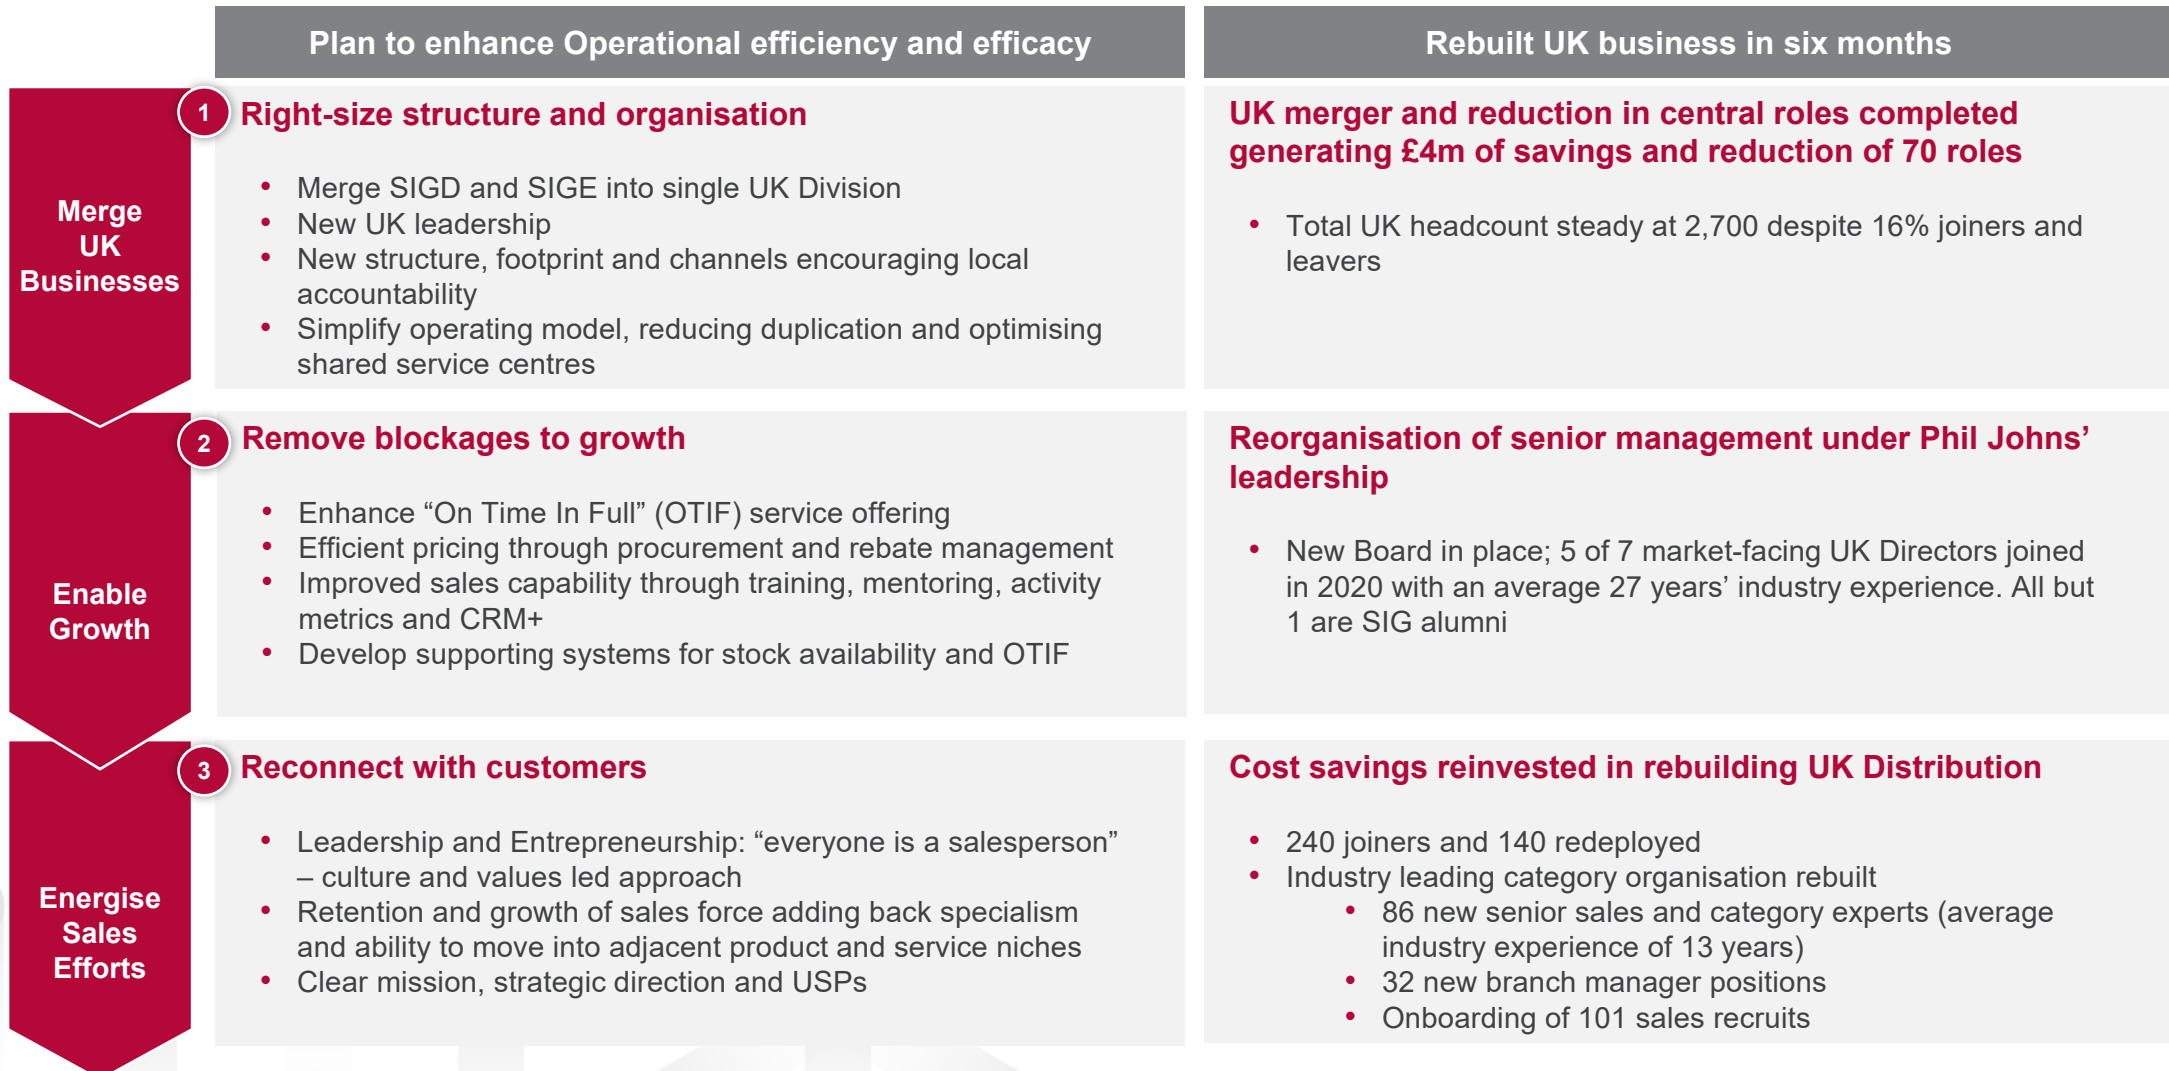 Plan to enhance Operational efficiency and efficacy
Rebuilt UK business in six months
Merge
UK
Businesses
1
Right-size structure and organisation
• Merge SIGD and SIGE into single UK Division
• New UK leadership
• New structure, footprint and channels encouraging local
accountability
• Simplify operating model, reducing duplication and optimising
shared service centres
UK merger and reduction in central roles completed
generating £4m of savings and reduction of 70 roles
• Total UK headcount steady at 2,700 despite 16% joiners and
leavers
Enable
Growth
2
Remove blockages to growth
• Enhance “On Time In Full” (OTIF) service offering
• Efficient pricing through procurement and rebate management
• Improved sales capability through training, mentoring, activity
metrics and CRM+
• Develop supporting systems for stock availability and OTIF
Reorganisation of senior management under Phil Johns’
leadership
• New Board in place; 5 of 7 market-facing UK Directors joined
in 2020 with an average 27 years’ industry experience. All but
1 are SIG alumni
Energise
Sales
Efforts
3
Reconnect with customers
• Leadership and Entrepreneurship: “everyone is a salesperson”
– culture and values led approach
• Retention and growth of sales force adding back specialism
and ability to move into adjacent product and service niches
• Clear mission, strategic direction and USPs
Cost savings reinvested in rebuilding UK Distribution
• 240 joiners and 140 redeployed
• Industry leading category organisation rebuilt
• 86 new senior sales and category experts (average
industry experience of 13 years)
• 32 new branch manager positions
• Onboarding of 101 sales recruits